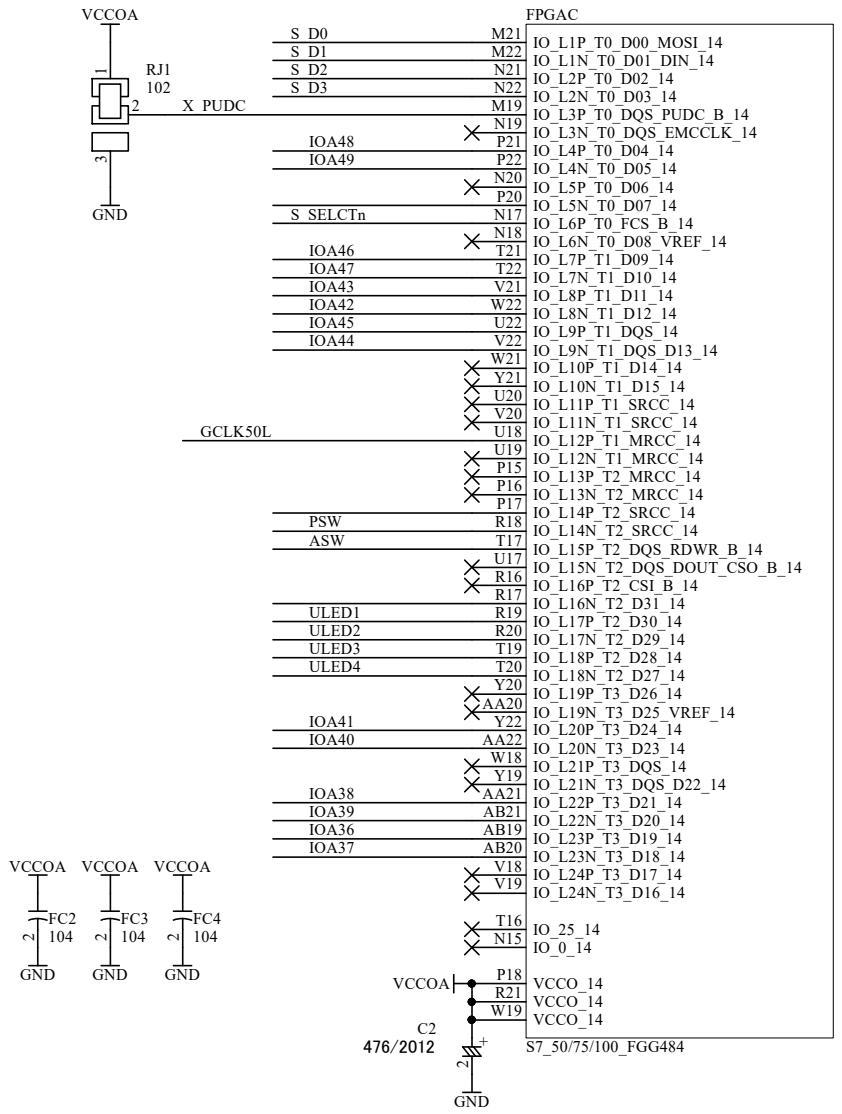 VCCOA FPGAC
S_D0 M21 IO_L1P_T0_D00_MOSI_14
S_D1 M22 IO_L1N_T0_D01_DIN_14
1 RJ1 S_D2 N21 IO_L2P_T0_D02_14
102 S_D3 N22 IO_L2N_T0_D03_14
2 X_PUDC M19 IO_L3P_T0_DQS_PUDC_B_14
N19 IO_L3N_T0_DQS_EMCCLK_14
3 IOA48 P21 IO_L4P_T0_D04_14
IOA49 P22 IO_L4N_T0_D05_14
N20 IO_L5P_T0_D06_14
GND P20 IO_L5N_T0_D07_14
S_SELCTn N17 IO_L6P_T0_FCS_B_14
N18 IO_L6N_T0_D08_VREF_14
IOA46 T21 IO_L7P_T1_D09_14
IOA47 T22 IO_L7N_T1_D10_14
IOA43 V21 IO_L8P_T1_D11_14
IOA42 W22 IO_L8N_T1_D12_14
IOA45 U22 IO_L9P_T1_DQS_14
IOA44 V22 IO_L9N_T1_DQS_D13_14
W21 IO_L10P_T1_D14_14
Y21 IO_L10N_T1_D15_14
U20 IO_L11P_T1_SRCC_14
V20 IO_L11N_T1_SRCC_14
GCLK50L U18 IO_L12P_T1_MRCC_14
U19 IO_L12N_T1_MRCC_14
P15 IO_L13P_T2_MRCC_14
P16 IO_L13N_T2_MRCC_14
P17 IO_L14P_T2_SRCC_14
PSW R18 IO_L14N_T2_SRCC_14
ASW T17 IO_L15P_T2_DQS_RDWR_B_14
U17 IO_L15N_T2_DQS_DOUT_CSO_B_14
R16 IO_L16P_T2_CSI_B_14
R17 IO_L16N_T2_D31_14
ULED1 R19 IO_L17P_T2_D30_14
ULED2 R20 IO_L17N_T2_D29_14
ULED3 T19 IO_L18P_T2_D28_14
ULED4 T20 IO_L18N_T2_D27_14
Y20 IO_L19P_T3_D26_14
AA20 IO_L19N_T3_D25_VREF_14
IOA41 Y22 IO_L20P_T3_D24_14
IOA40 AA22 IO_L20N_T3_D23_14
W18 IO_L21P_T3_DQS_14
Y19 IO_L21N_T3_DQS_D22_14
IOA38 AA21 IO_L22P_T3_D21_14
IOA39 AB21 IO_L22N_T3_D20_14
IOA36 AB19 IO_L23P_T3_D19_14
IOA37 AB20 IO_L23N_T3_D18_14
VCCOA VCCOA VCCOA V18 IO_L24P_T3_D17_14
V19 IO_L24N_T3_D16_14
FC2 FC3 FC4 T16 IO_25_14
2 104 2 104 2 104 N15 IO_0_14
GND GND GND
VCCOA P18 VCCO_14
R21 VCCO_14
W19 VCCO_14
C2 +
476/2012 2 S7_50/75/100_FGG484
GND